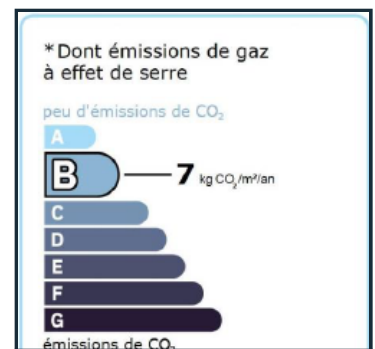 *Dont émissions de gaz
à effet de serre
peu d'émissions de CO₂
A
B 7 kg CO₂/m²/an
C
D
E
F
G
émissions de CO₂